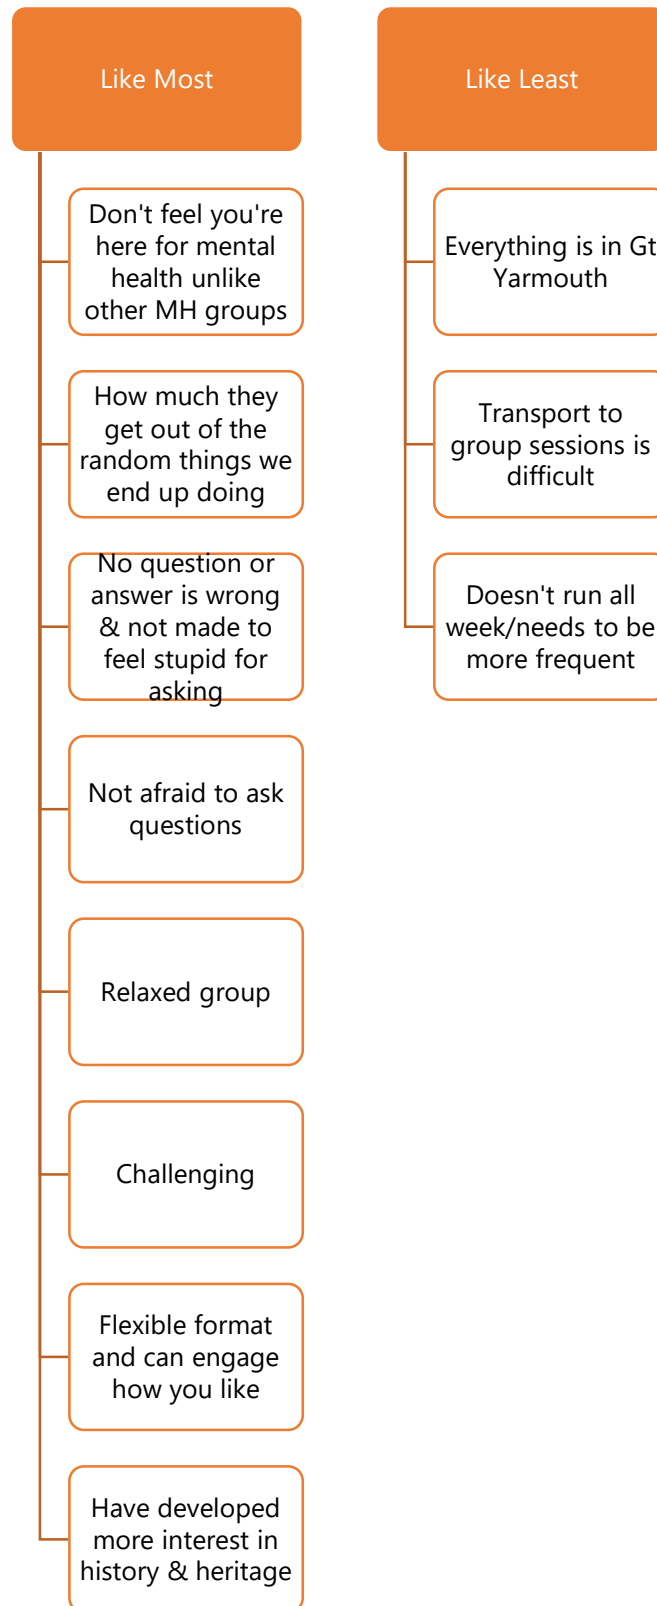 Like Most
Don't feel you're
here for mental
health unlike
other MH groups
How much they
get out of the
random things we
end up doing
No question or
answer is wrong
& not made to
feel stupid for
asking
Not afraid to ask
questions
Relaxed group
Challenging
Flexible format
and can engage
how you like
Have developed
more interest in
history & heritage
Like Least
Everything is in Gt
Yarmouth
Transport to
group sessions is
difficult
Doesn't run all
week/needs to be
more frequent